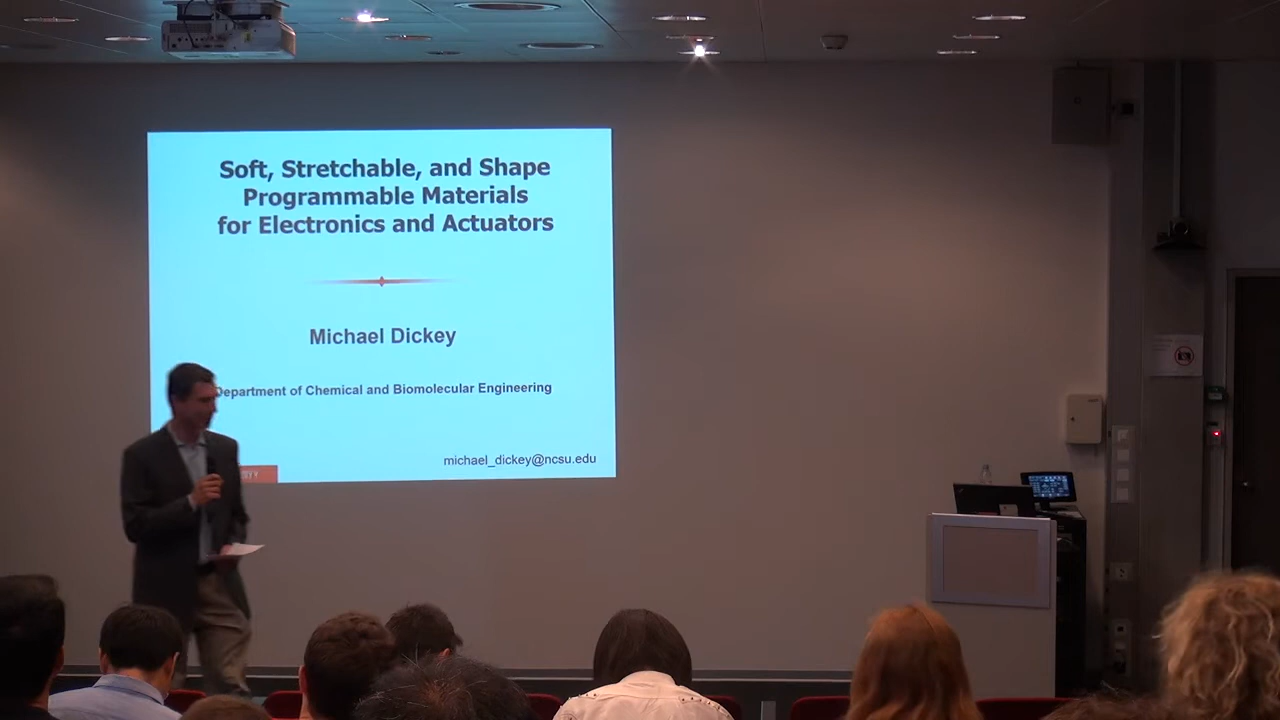 Soft, Stretchable, and Shape
Programmable Materials
for Electronics and Actuators
Michael Dickey
Department of Chemical and Biomolecular Engineering
michael_dickey@ncsu.edu